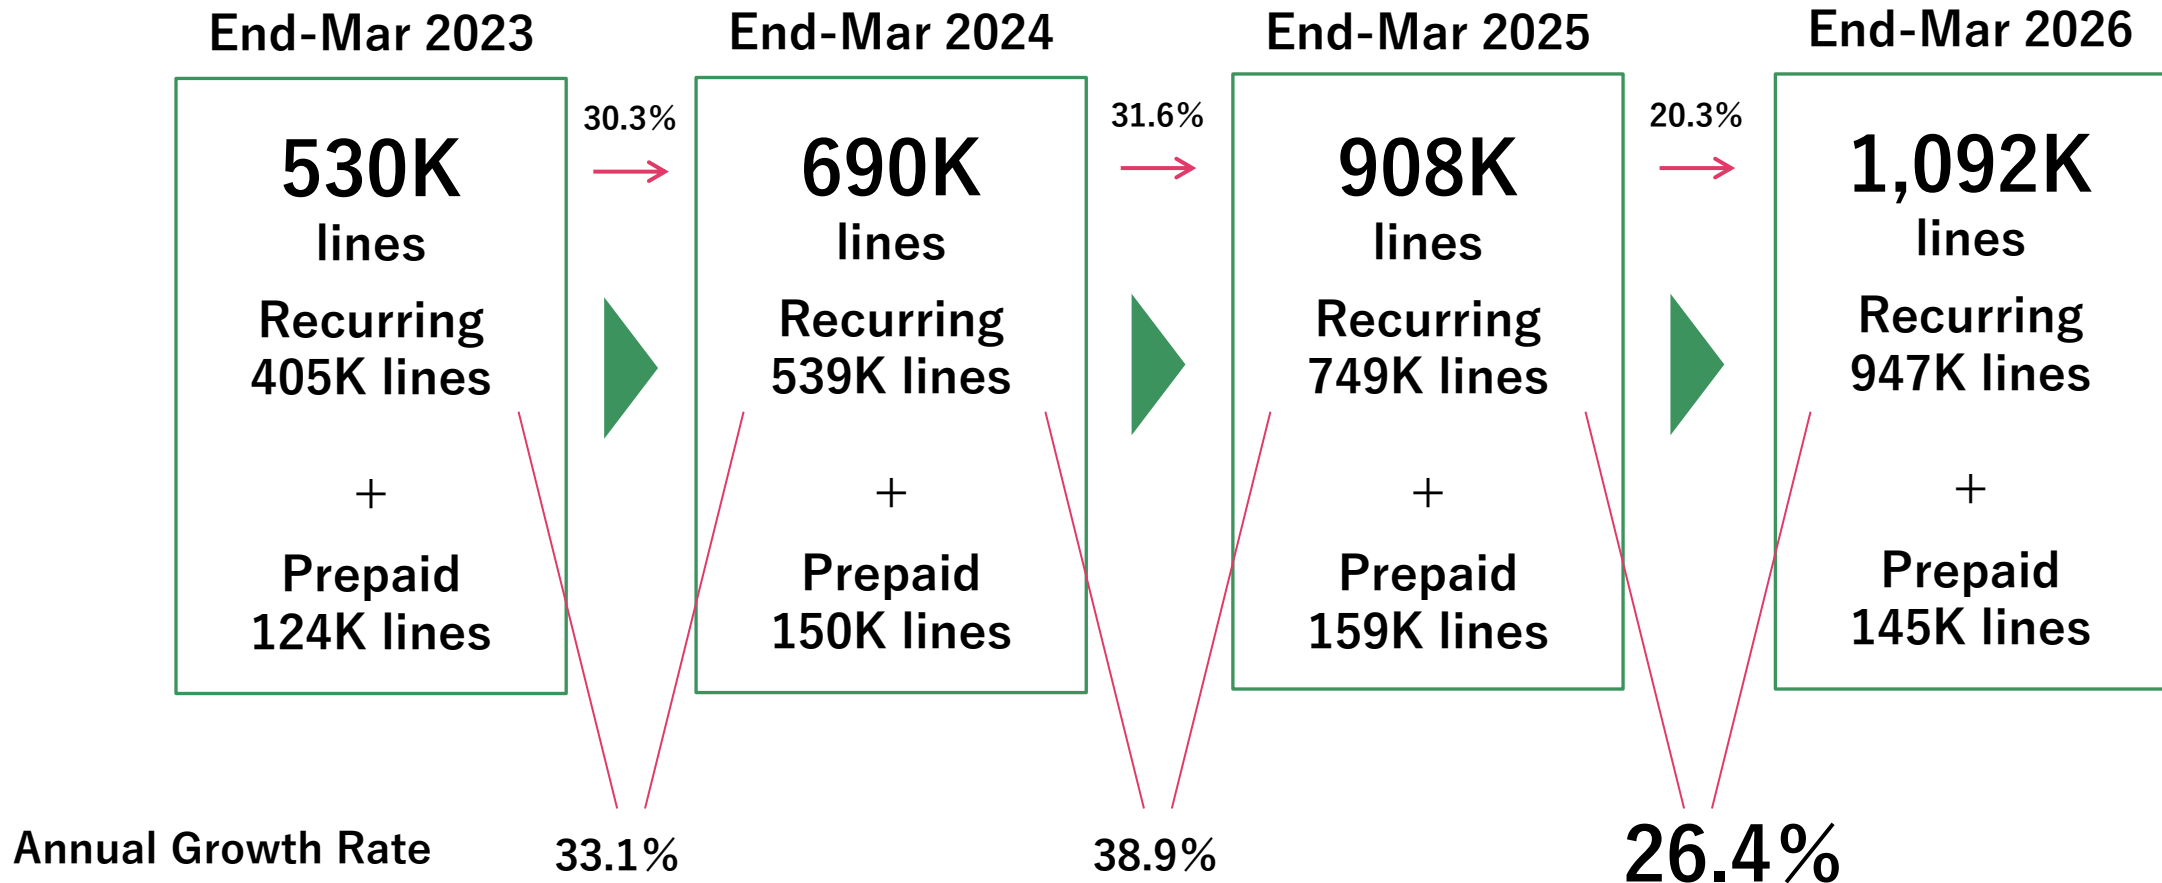 End-Mar 2023
End-Mar 2024
End-Mar 2025
End-Mar 2026
530K
lines
Recurring
405K lines
+
Prepaid
124K lines
30.3%
690K
lines
Recurring
539K lines
+
Prepaid
150K lines
31.6%
908K
lines
Recurring
749K lines
+
Prepaid
159K lines
20.3%
1,092K
lines
Recurring
947K lines
+
Prepaid
145K lines
Annual Growth Rate
33.1%
38.9%
26.4%